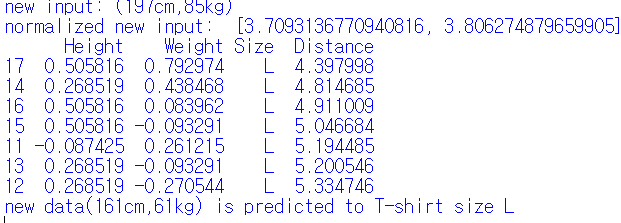 new input: (197cm,85kg)
normalized new input:  [3.7093136770940816, 3.806274879659905]
Height Weight Size Distance
17 0.505816 0.792974 L 4.397998
14 0.268519 0.438468 L 4.814685
16 0.505816 0.083962 L 4.911009
15 0.505816 -0.093291 L 5.046684
11 -0.087425 0.261215 L 5.194485
13 0.268519 -0.093291 L 5.200546
12 0.268519 -0.270544 L 5.334746
new data(161cm,61kg) is predicted to T-shirt size L